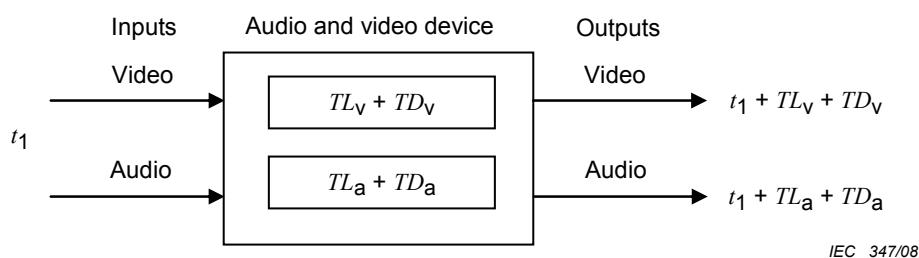 Inputs Audio and video device Outputs
Video Video
TLv + TDv t1 + TLv + TDv
t1
Audio Audio
TLa + TDa t1 + TLa + TDa
IEC 347/08